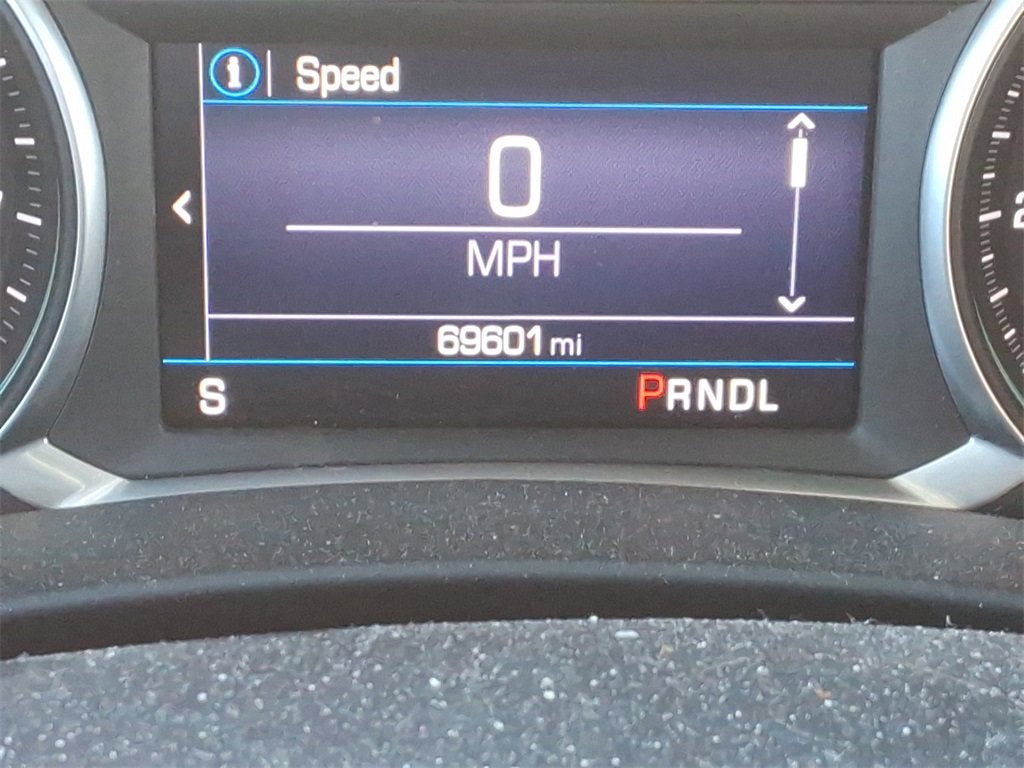 i Speed
0
MPH
69601 mi
S PRNDL